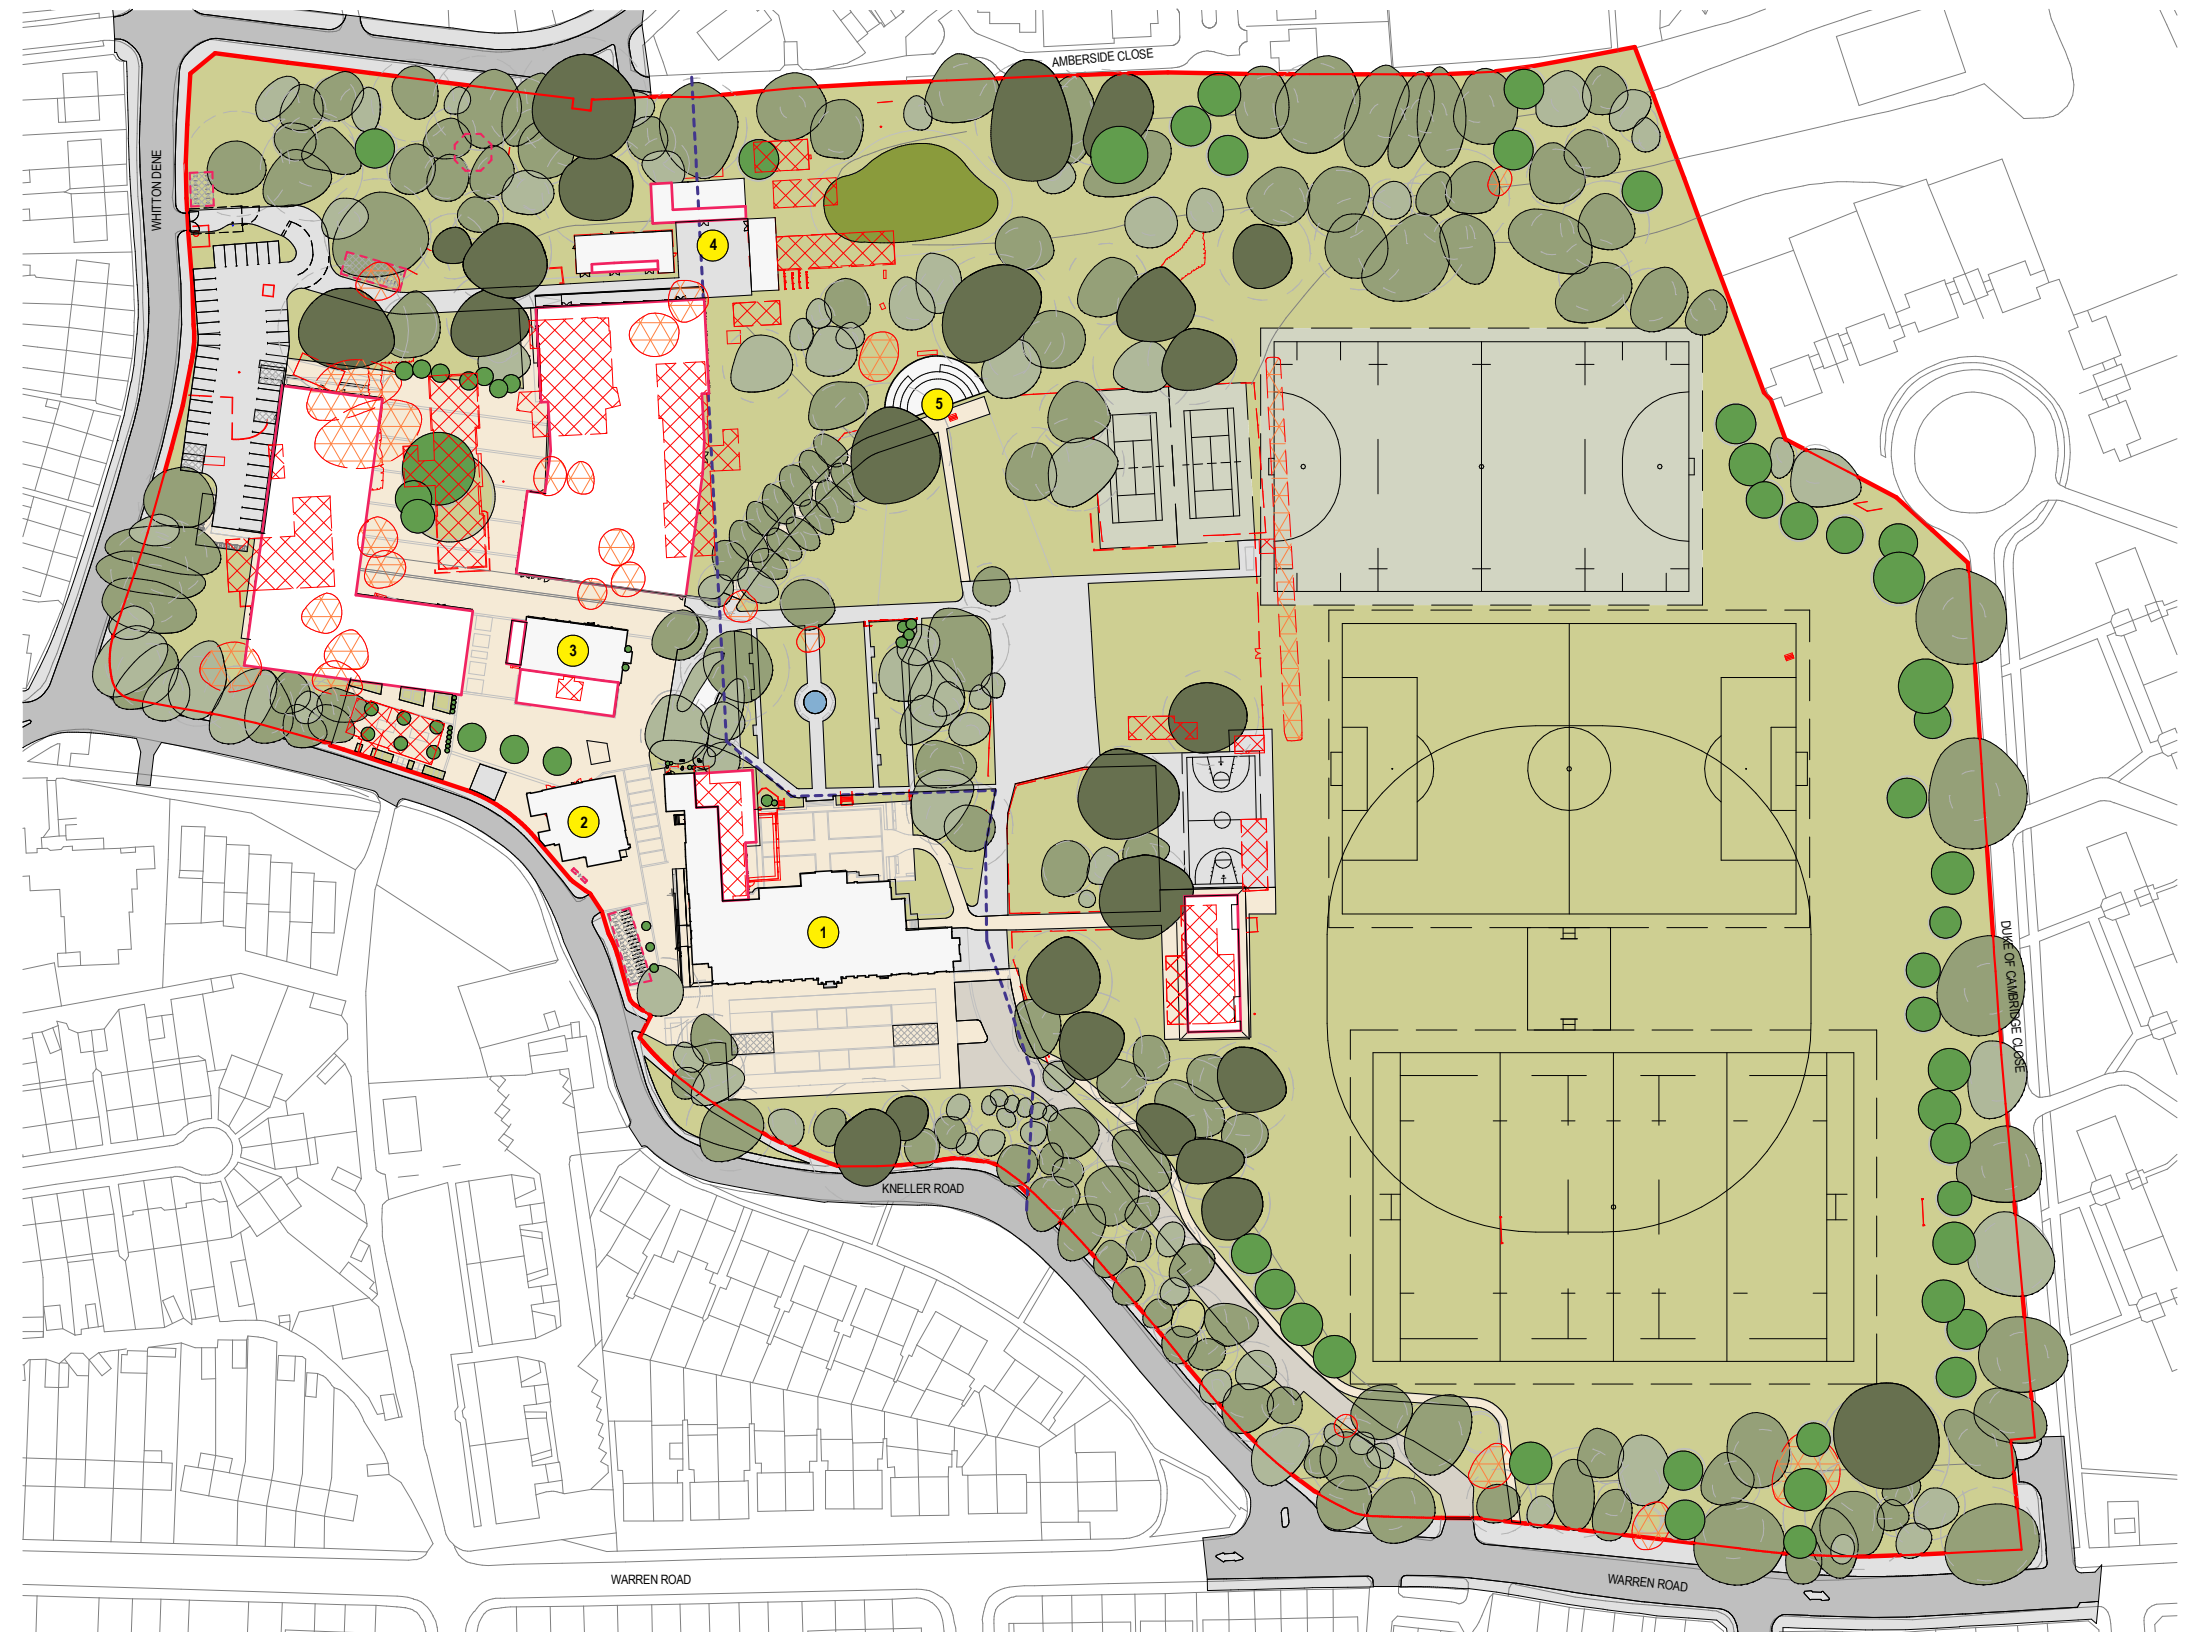 AMBERSIDE CLOSE
WHITTON DENE
4
5
3
2
1
DUKE OF CAMBRIDGE CLOSE
KNELLER ROAD
WARREN ROAD
WARREN ROAD